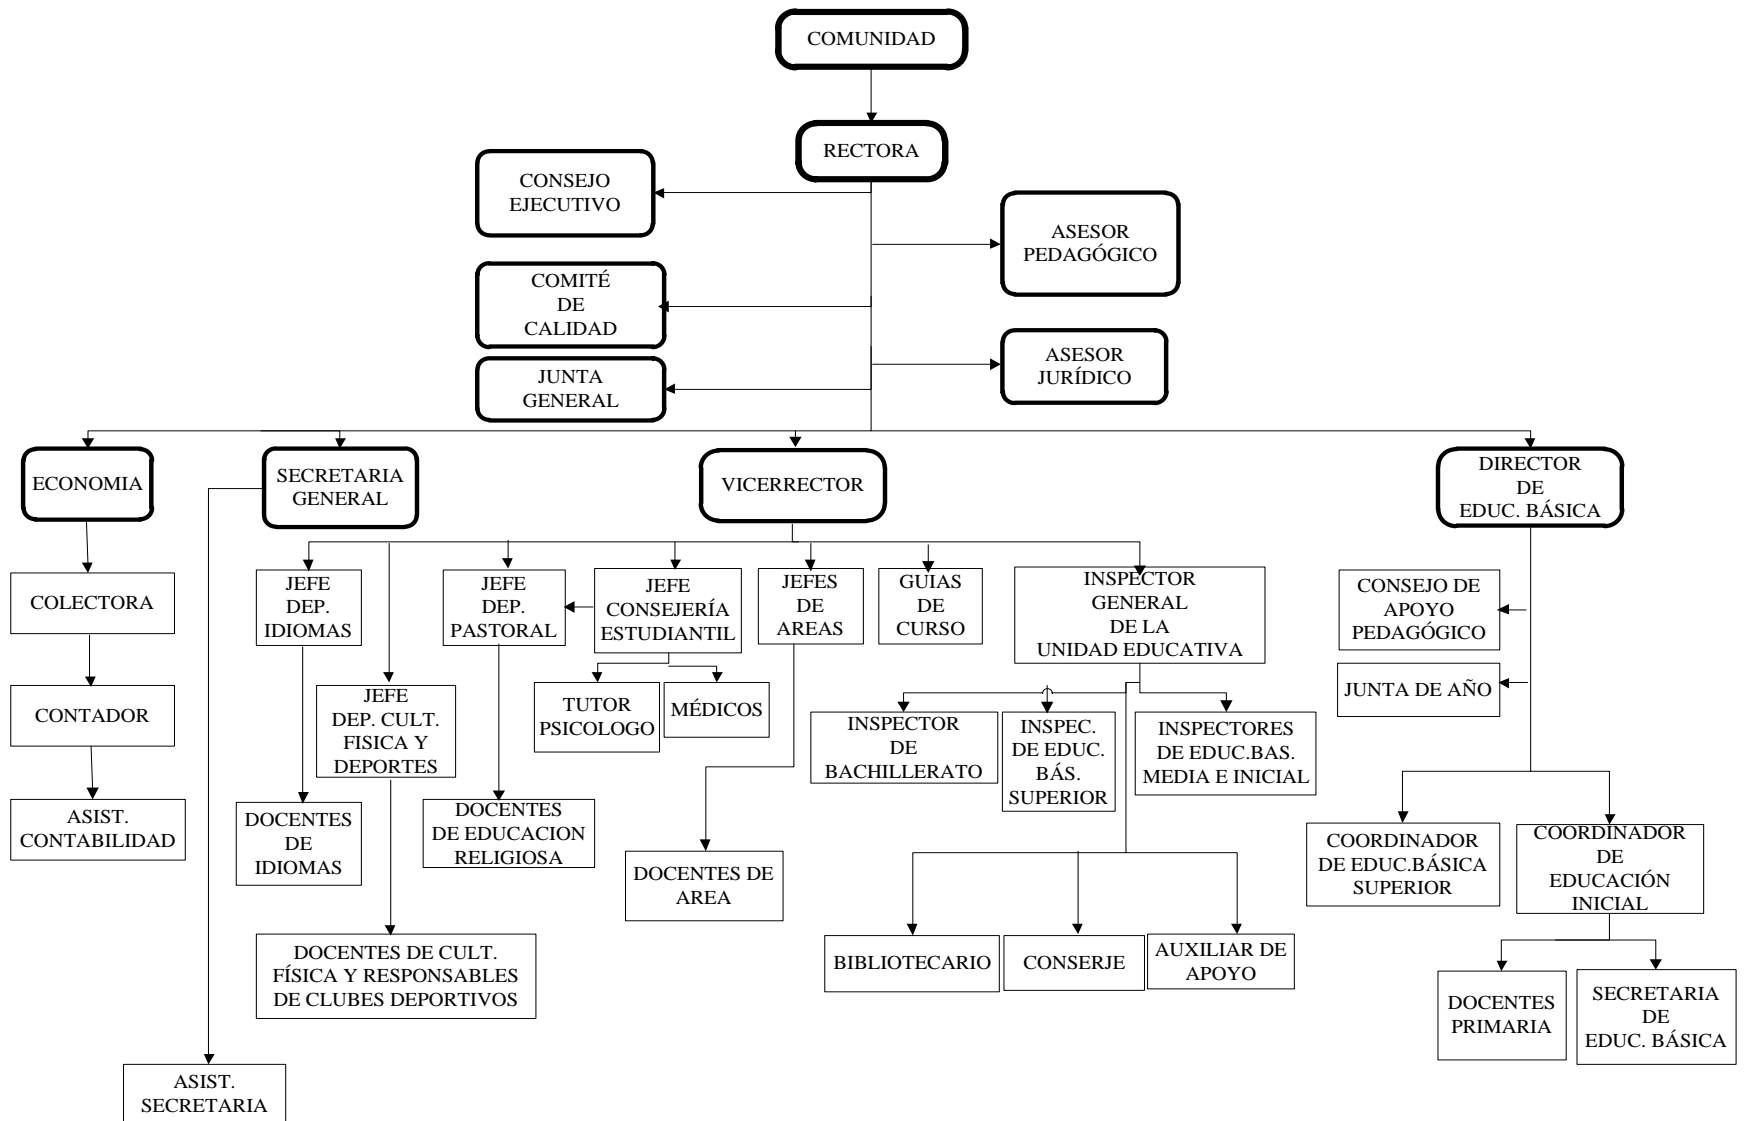 COMUNIDAD
RECTORA
CONSEJO
EJECUTIVO
ASESOR
PEDAGÓGICO
COMITÉ
DE
CALIDAD
ASESOR
JURÍDICO
JUNTA
GENERAL
ECONOMIA
SECRETARIA
GENERAL
VICERRECTOR
DIRECTOR
DE
EDUC. BÁSICA
COLECTORA
CONTADOR
ASIST.
CONTABILIDAD
JEFE
DEP.
IDIOMAS
JEFE
DEP.
PASTORAL
JEFE
CONSEJERÍA
ESTUDIANTIL
JEFES
DE
AREAS
GUIAS
DE
CURSO
INSPECTOR
GENERAL
DE LA
UNIDAD EDUCATIVA
CONSEJO DE
APOYO
PEDAGÓGICO
JUNTA DE AÑO
JEFE
DEP. CULT.
FISICA Y
DEPORTES
TUTOR
PSICOLOGO
MÉDICOS
INSPECTOR
DE
BACHILLERATO
INSPEC.
DE EDUC.
BÁS.
SUPERIOR
INSPECTORES
DE EDUC.BAS.
MEDIA E INICIAL
DOCENTES
DE
IDIOMAS
DOCENTES
DE EDUCACION
RELIGIOSA
DOCENTES DE
AREA
COORDINADOR
DE EDUC.BÁSICA
SUPERIOR
COORDINADOR
DE
EDUCACIÓN
INICIAL
DOCENTES DE CULT.
FÍSICA Y RESPONSABLES
DE CLUBES DEPORTIVOS
BIBLIOTECARIO
CONSERJE
AUXILIAR DE
APOYO
DOCENTES
PRIMARIA
SECRETARIA
DE
EDUC. BÁSICA
ASIST.
SECRETARIA